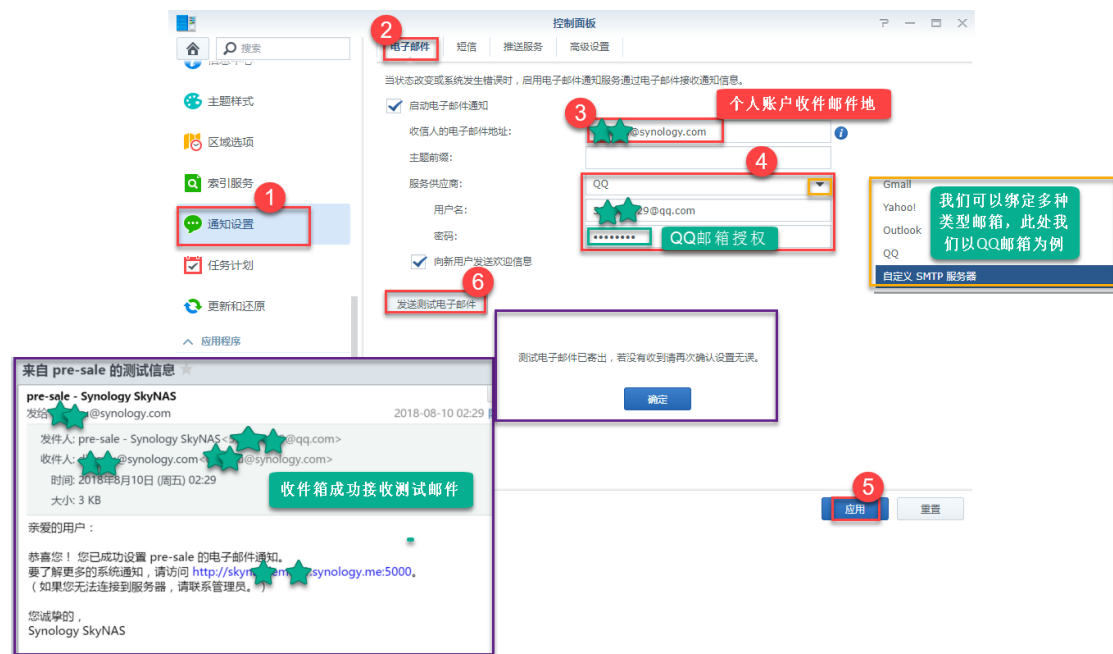 控制面板
搜索
信息中心
主题样式
区域选项
索引服务
1
通知设置
任务计划
更新和还原
应用程序
2
电子邮件
短信
推送服务
高级设置
当状态改变或系统发生错误时，启用电子邮件通知服务通过电子邮件接收通知信息。
启动电子邮件通知
3
个人账户收件邮件地
收信人的电子邮件地址:
@synology.com
主题前缀:
4
服务供应商:
QQ
用户名:
29@qq.com
密码:
••••••••
QQ邮箱授权
向新用户发送欢迎信息
6
发送测试电子邮件
Gmail
Yahoo!
Outlook
QQ
自定义 SMTP 服务器
我们可以绑定多种
类型邮箱，此处我
们以QQ邮箱为例
测试电子邮件已寄出，若没有收到请再次确认设置无误。
确定
5
应用
重置
来自 pre-sale 的测试信息
pre-sale - Synology SkyNAS
发给
@synology.com
2018-08-10 02:29
发件人: pre-sale - Synology SkyNAS<
@qq.com>
收件人:
@synology.com<
@synology.com>
时间: 2018年8月10日 (周五) 02:29
大小: 3 KB
收件箱成功接收测试邮件
亲爱的用户：
恭喜您！ 您已成功设置 pre-sale 的电子邮件通知。
要了解更多的系统通知，请访问 http://skyn
.synology.me:5000。
（如果您无法连接到服务器，请联系管理员。 ）
您诚挚的，
Synology SkyNAS